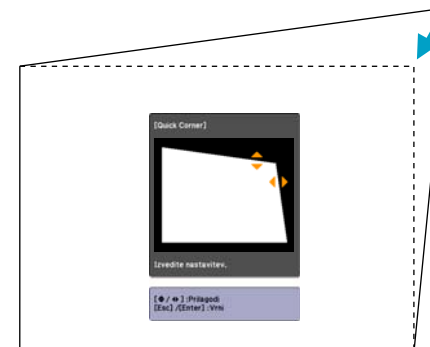 [Quick Corner]
Izvedite nastavitev.
[ / ] :Prilagodi
[Esc] /[Enter] :Vrni